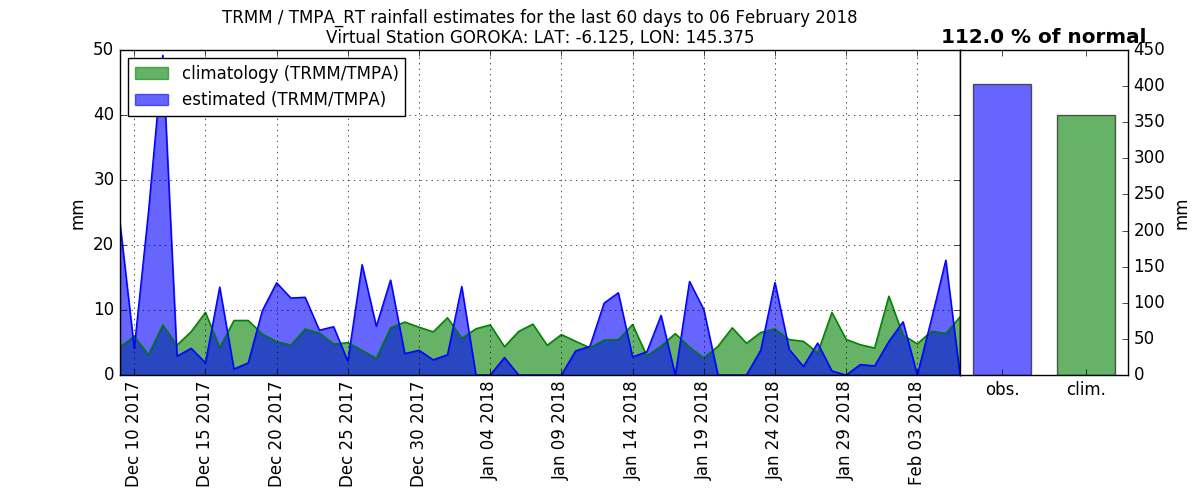 TRMM / TMPA_RT rainfall estimates for the last 60 days to 06 February 2018
Virtual Station GOROKA: LAT: -6.125, LON: 145.375
112.0 % of normal
climatology (TRMM/TMPA)
estimated (TRMM/TMPA)
mm
50
40
30
20
10
0
Dec 10 2017
Dec 15 2017
Dec 20 2017
Dec 25 2017
Dec 30 2017
Jan 04 2018
Jan 09 2018
Jan 14 2018
Jan 19 2018
Jan 24 2018
Jan 29 2018
Feb 03 2018
obs.
clim.
450
400
350
300
250
200
150
100
50
0
mm